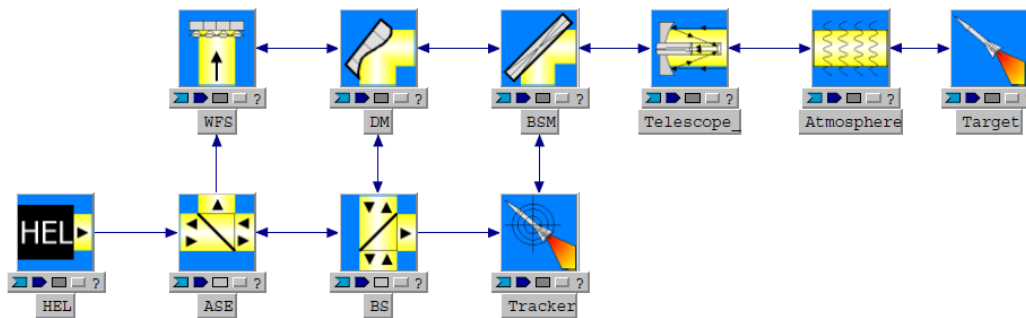 ? ? ? ? ? ?
WFS DM BSM Telescope_ Atmosphere Target
HEL
? ? ? ?
HEL ASE BS Tracker